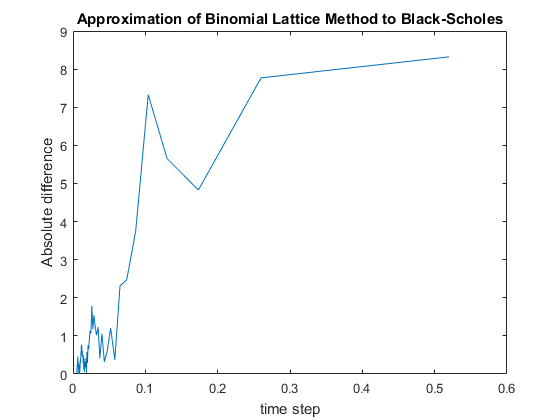 Approximation of Binomial Lattice Method to Black-Scholes
9
8
7
6
5
4
3
2
1
0
Absolute difference
0 0.1 0.2 0.3 0.4 0.5 0.6
time step